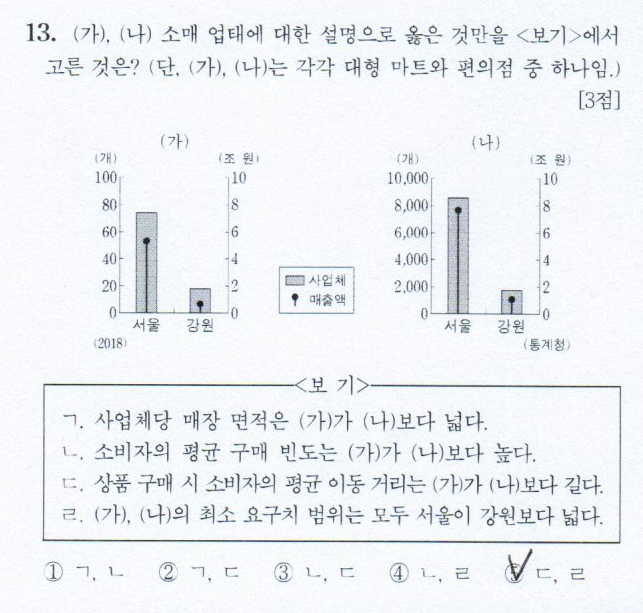 13. (가), (나) 소매 업태에 대한 설명으로 옳은 것만을 <보기>에서
고른 것은? (단, (가), (나)는 각각 대형 마트와 편의점 중 하나임.)
[3점]
(가)
(개) (조 원)
100 10
80 8
60 6
40 4
20 2
0 0
서울 강원
(2018)
사업체
매출액
(나)
(개) (조 원)
10,000 10
8,000 8
6,000 6
4,000 4
2,000 2
0 0
서울 강원
(통계청)
<보 기>
ㄱ. 사업체당 매장 면적은 (가)가 (나)보다 넓다.
ㄴ. 소비자의 평균 구매 빈도는 (가)가 (나)보다 높다.
ㄷ. 상품 구매 시 소비자의 평균 이동 거리는 (가)가 (나)보다 길다.
ㄹ. (가), (나)의 최소 요구치 범위는 모두 서울이 강원보다 넓다.
① ㄱ, ㄴ ② ㄱ, ㄷ ③ ㄴ, ㄷ ④ ㄴ, ㄹ ⑤ ㄷ, ㄹ